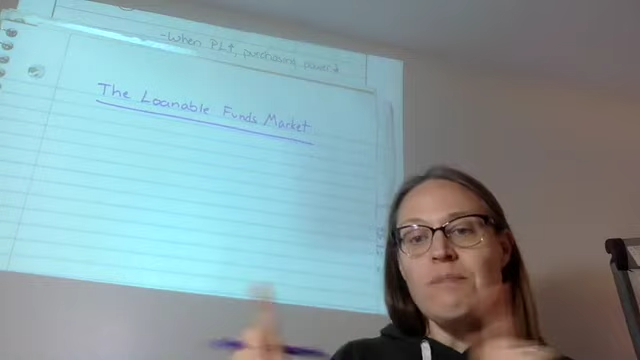 -When PL↑, purchasing power↓
The Loanable Funds Market